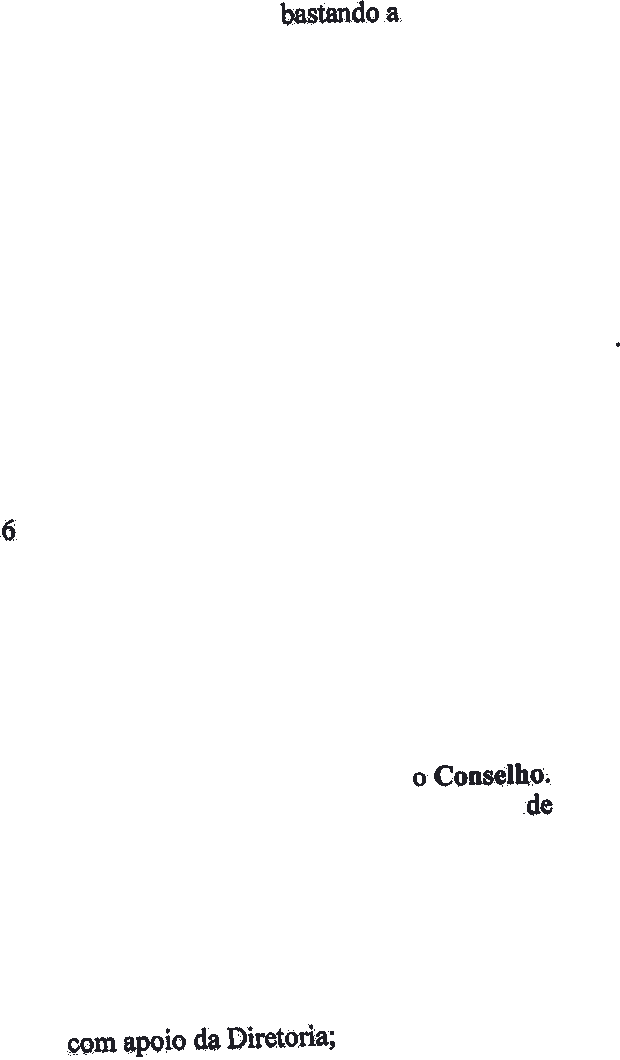 bastando a
6
o Conselho.
de
com apoio da Diretoria;